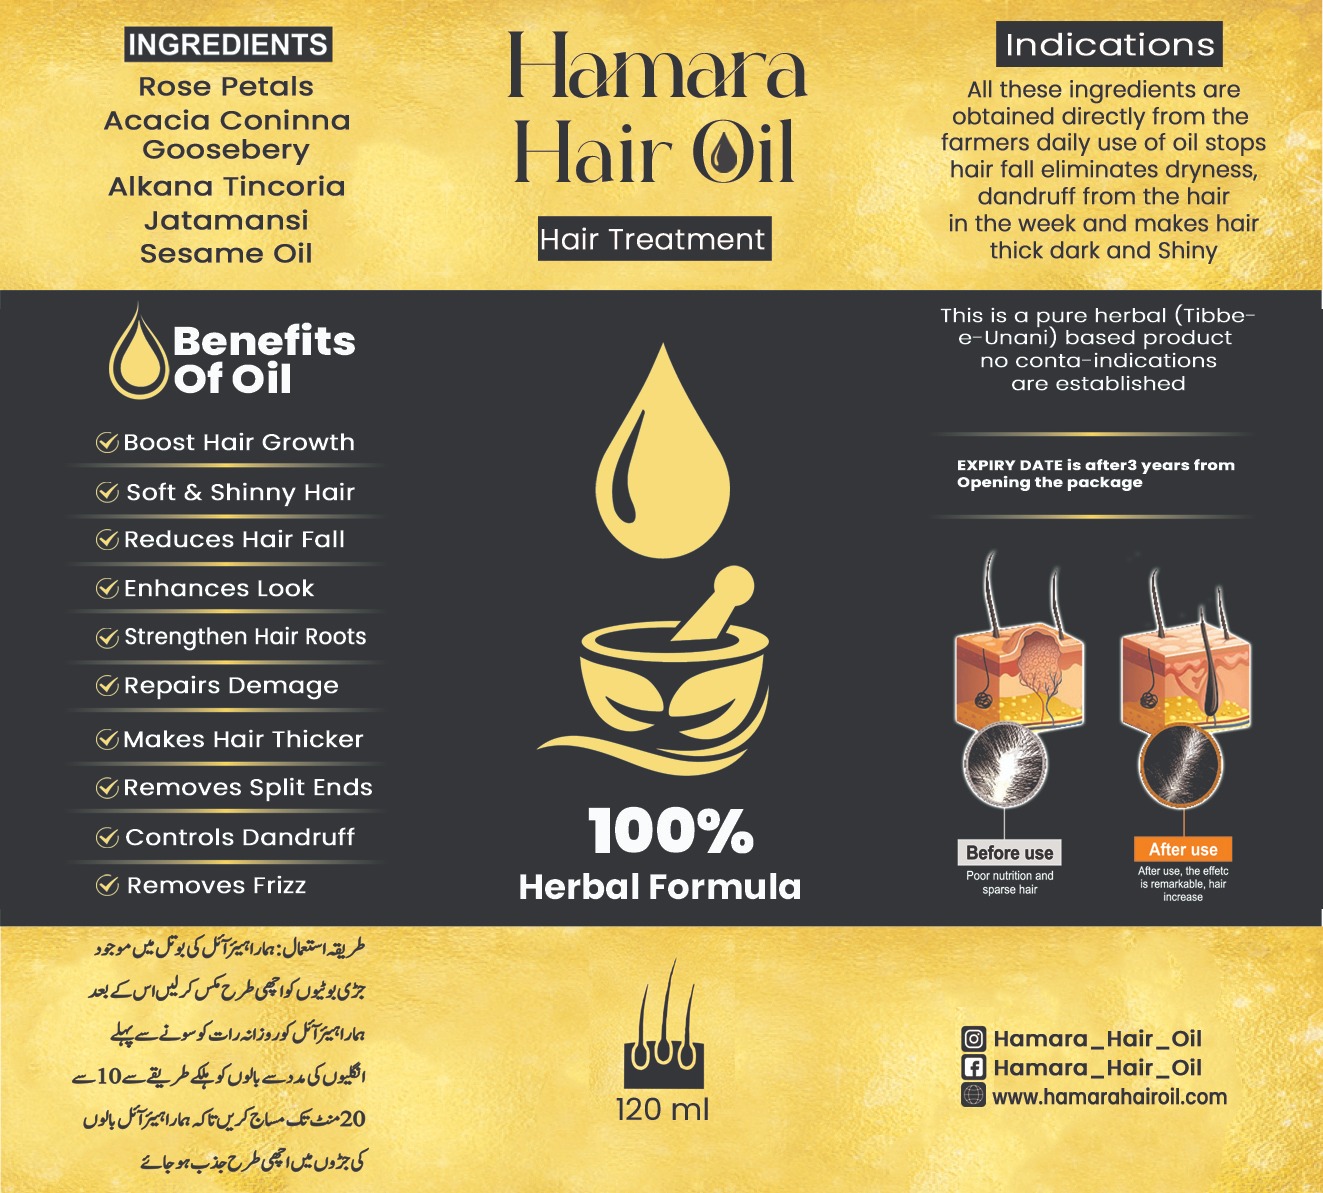 INGREDIENTS
Rose Petals
Acacia Coninna
Goosebery
Alkana Tincoria
Jatamansi
Sesame Oil
Hamara
Hair Oil
Hair Treatment
Indications
All these ingredients are
obtained directly from the
farmers daily use of oil stops
hair fall eliminates dryness,
dandruff from the hair
in the week and makes hair
thick dark and Shiny
Benefits
Of Oil
Boost Hair Growth
Soft & Shinny Hair
Reduces Hair Fall
Enhances Look
Strengthen Hair Roots
Repairs Demage
Makes Hair Thicker
Removes Split Ends
Controls Dandruff
Removes Frizz
100%
Herbal Formula
This is a pure herbal (Tibbe-
e-Unani) based product
no conta-indications
are established
EXPIRY DATE is after3 years from
Opening the package
Before use
Poor nutrition and
sparse hair
After use
After use, the effetc
is remarkable, hair
increase
طریقہ استعمال: ہمارا ہیئر آئل کی بوتل میں موجود
جڑی بوٹیوں کو اچھی طرح مکس کر لیں اس کے بعد
ہمارا ہیئر آئل کو روزانہ رات کو سونے سے پہلے
انگلیوں کی مدد سے بالوں کو ہلکے طریقے سے 10 سے
20 منٹ تک مساج کریں تاکہ ہمارا ہیئر آئل بالوں
کی جڑوں میں اچھی طرح جذب ہو جائے
120 ml
Hamara_Hair_Oil
Hamara_Hair_Oil
www.hamarahairoil.com